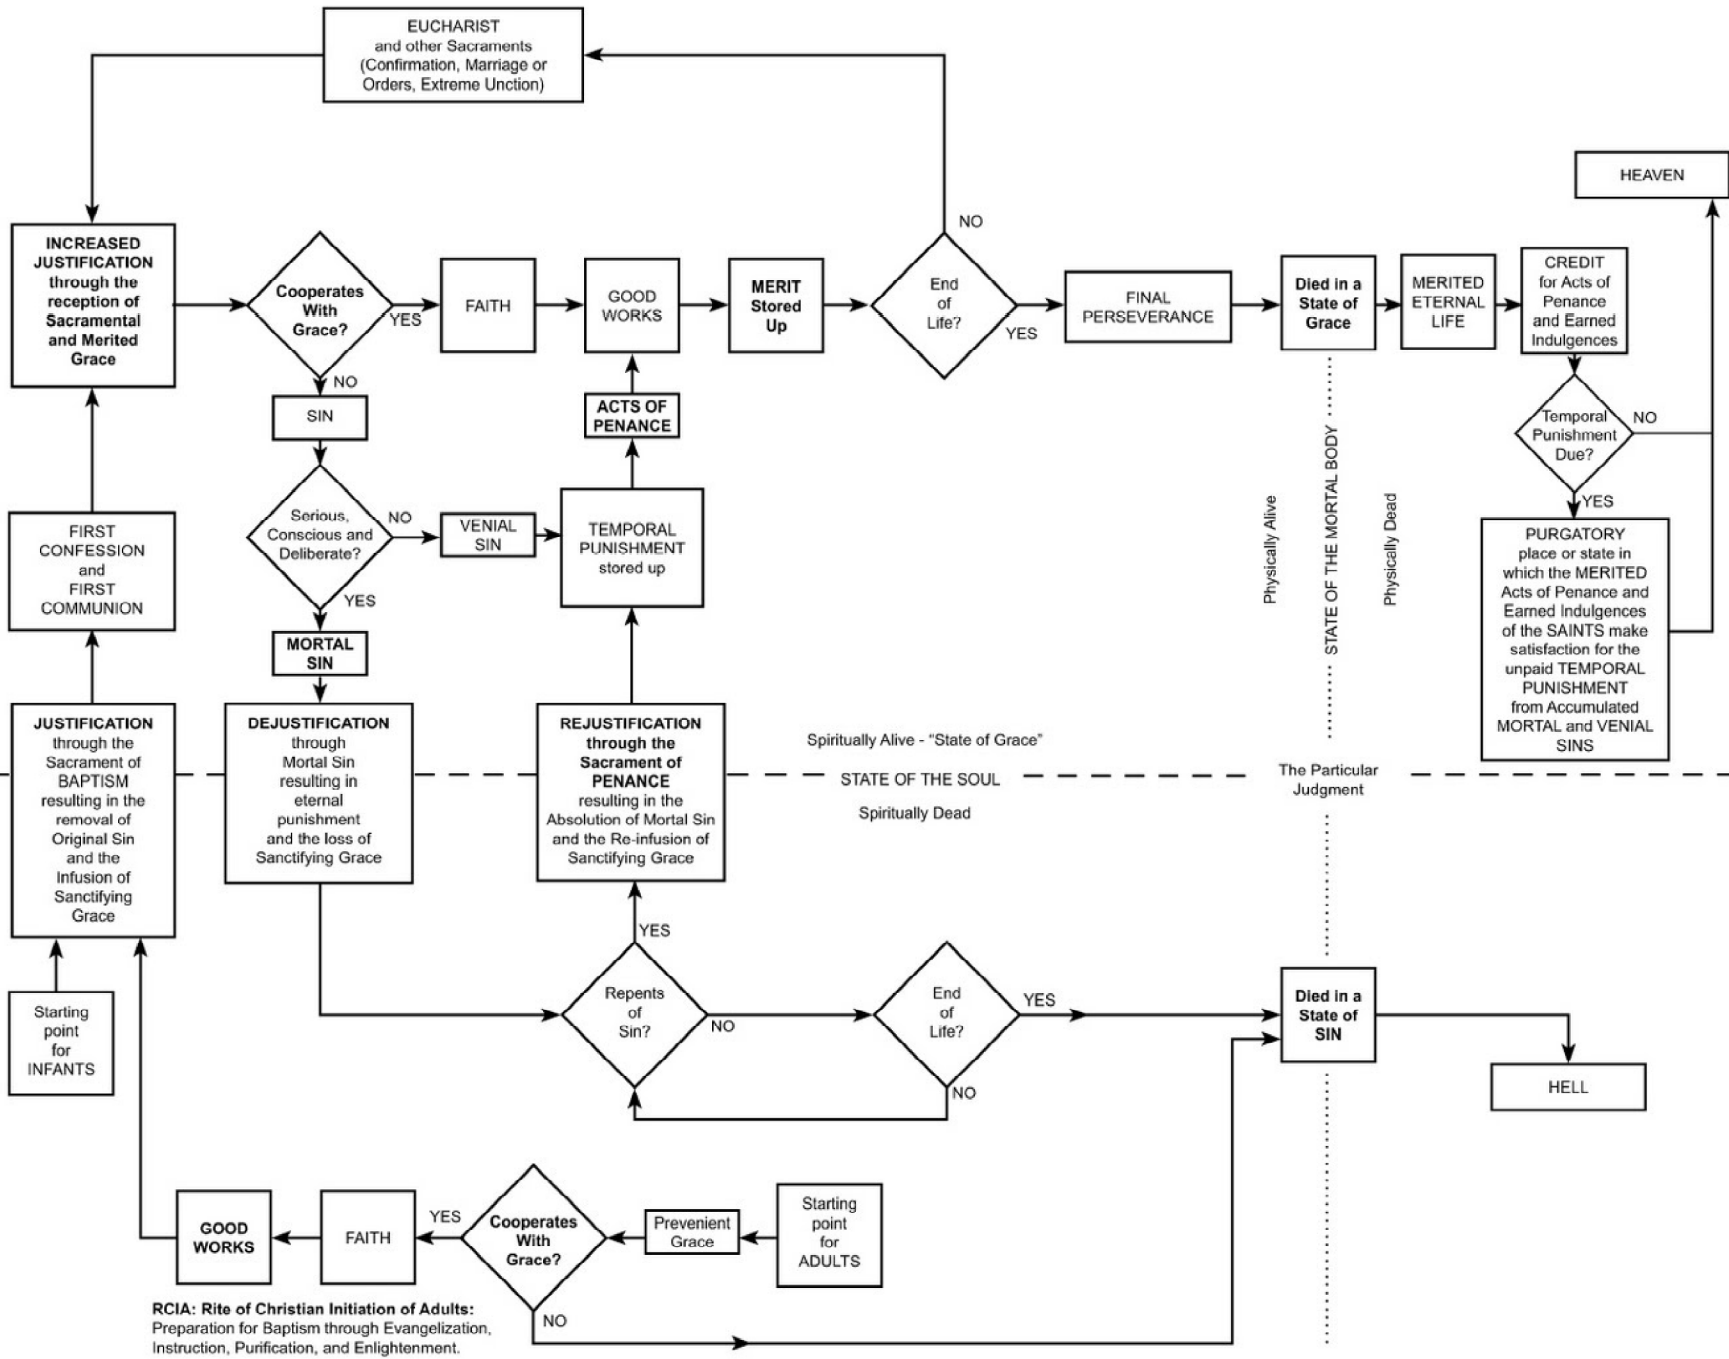 EUCHARIST
and other Sacraments
(Confirmation, Marriage or
Orders, Extreme Unction)
HEAVEN
INCREASED
JUSTIFICATION
through the
reception of
Sacramental
and Merited
Grace
Cooperates
With
Grace?
YES
NO
FAITH
GOOD
WORKS
MERIT
Stored
Up
End
of
Life?
NO
YES
FINAL
PERSEVERANCE
Died in a
State of
Grace
MERITED
ETERNAL
LIFE
CREDIT
for Acts of
Penance
and Earned
Indulgences
SIN
ACTS OF
PENANCE
Temporal
Punishment
Due?
NO
YES
FIRST
CONFESSION
and
FIRST
COMMUNION
Serious,
Conscious and
Deliberate?
NO
YES
VENIAL
SIN
TEMPORAL
PUNISHMENT
stored up
Physically Alive
STATE OF THE MORTAL BODY
Physically Dead
PURGATORY
place or state in
which the MERITED
Acts of Penance and
Earned Indulgences
of the SAINTS make
satisfaction for the
unpaid TEMPORAL
PUNISHMENT
from Accumulated
MORTAL and VENIAL
SINS
MORTAL
SIN
JUSTIFICATION
through the
Sacrament of
BAPTISM
resulting in the
removal of
Original Sin
and the
Infusion of
Sanctifying
Grace
DEJUSTIFICATION
through
Mortal Sin
resulting in
eternal
punishment
and the loss of
Sanctifying Grace
REJUSTIFICATION
through the
Sacrament of
PENANCE
resulting in the
Absolution of Mortal Sin
and the Re-infusion of
Sanctifying Grace
Spiritually Alive - “State of Grace”
STATE OF THE SOUL
Spiritually Dead
The Particular
Judgment
Starting
point
for
INFANTS
YES
Repents
of
Sin?
NO
End
of
Life?
YES
NO
Died in a
State of
SIN
HELL
GOOD
WORKS
FAITH
YES
Cooperates
With
Grace?
NO
Prevenient
Grace
Starting
point
for
ADULTS
RCIA: Rite of Christian Initiation of Adults:
Preparation for Baptism through Evangelization,
Instruction, Purification, and Enlightenment.